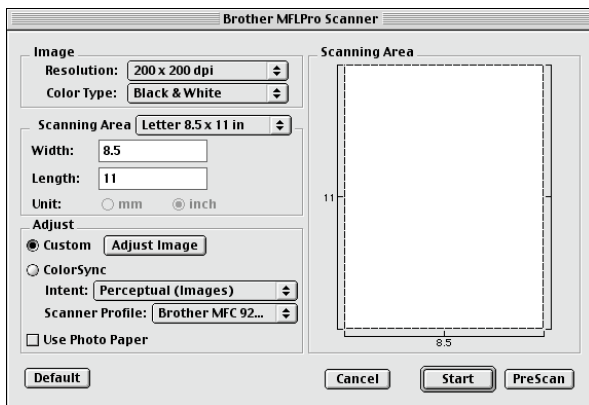 Brother MFLPro Scanner
Image
Resolution: 200 x 200 dpi
Color Type: Black & White
Scanning Area Letter 8.5 x 11 in
Width: 8.5
Length: 11
Unit: mm inch
Adjust
Custom Adjust Image
ColorSync
Intent: Perceptual (Images)
Scanner Profile: Brother MFC 92...
Use Photo Paper
Default
Scanning Area
11
8.5
Cancel Start PreScan